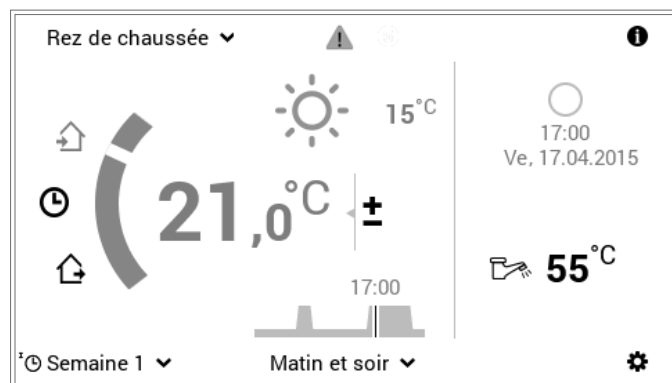 Rez de chaussée
15°C
17:00
Ve, 17.04.2015
21,0°C
±
55°C
17:00
Semaine 1
Matin et soir